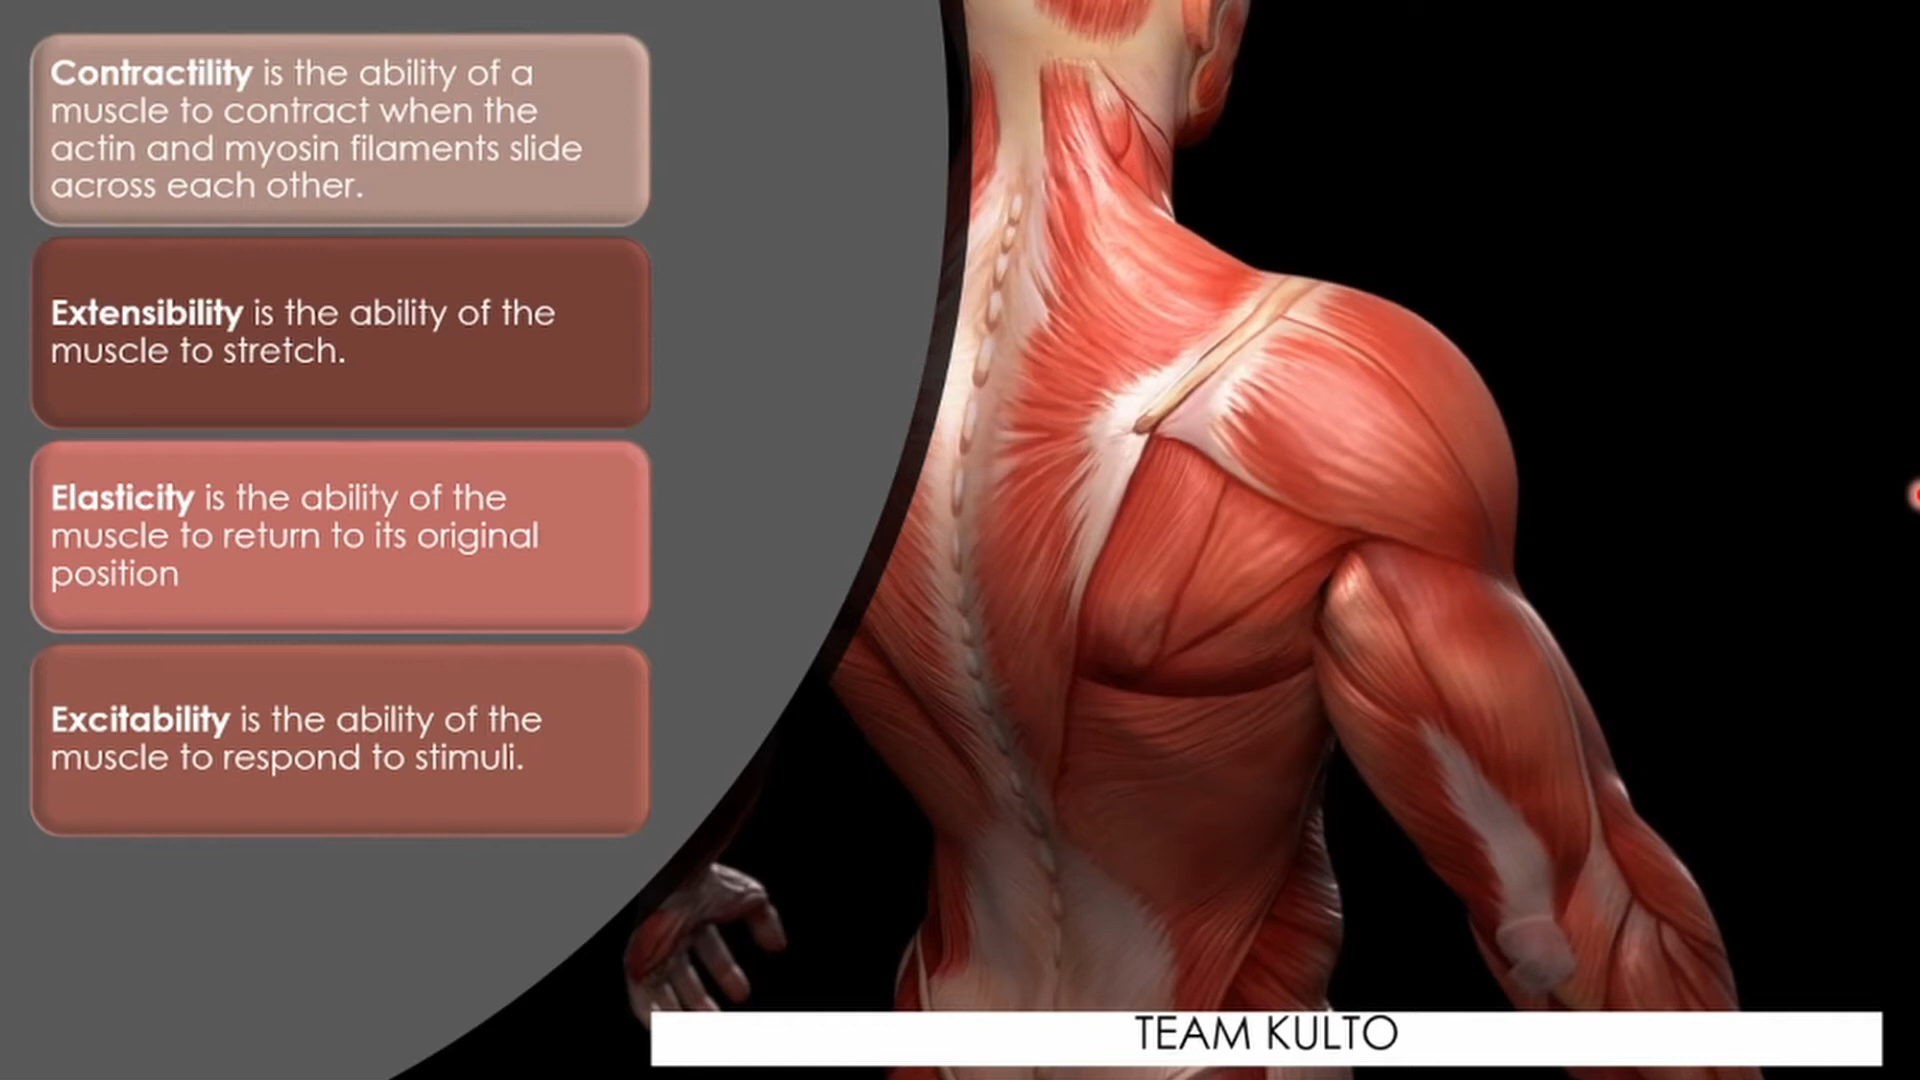 Contractility is the ability of a
muscle to contract when the
actin and myosin filaments slide
across each other.
Extensibility is the ability of the
muscle to stretch.
Elasticity is the ability of the
muscle to return to its original
position
Excitability is the ability of the
muscle to respond to stimuli.
TEAM KULTO